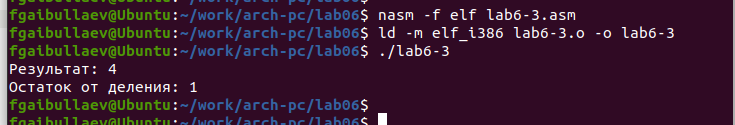 fgaibullaev@Ubuntu:~/work/arch-pc/lab06$ nasm -f elf lab6-3.asm
fgaibullaev@Ubuntu:~/work/arch-pc/lab06$ ld -m elf_i386 lab6-3.o -o lab6-3
fgaibullaev@Ubuntu:~/work/arch-pc/lab06$ ./lab6-3
Результат: 4
Остаток от деления: 1
fgaibullaev@Ubuntu:~/work/arch-pc/lab06$
fgaibullaev@Ubuntu:~/work/arch-pc/lab06$